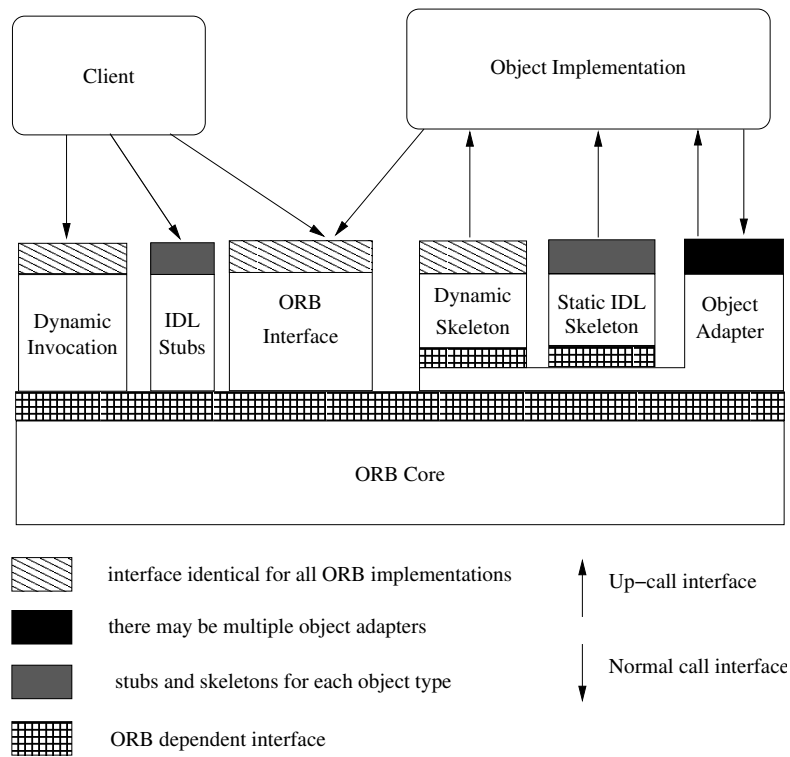 Client
Object Implementation
Dynamic
Invocation
IDL
Stubs
ORB
Interface
Dynamic
Skeleton
Static IDL
Skeleton
Object
Adapter
ORB Core
interface identical for all ORB implementations
there may be multiple object adapters
stubs and skeletons for each object type
ORB dependent interface
Up−call interface
Normal call interface